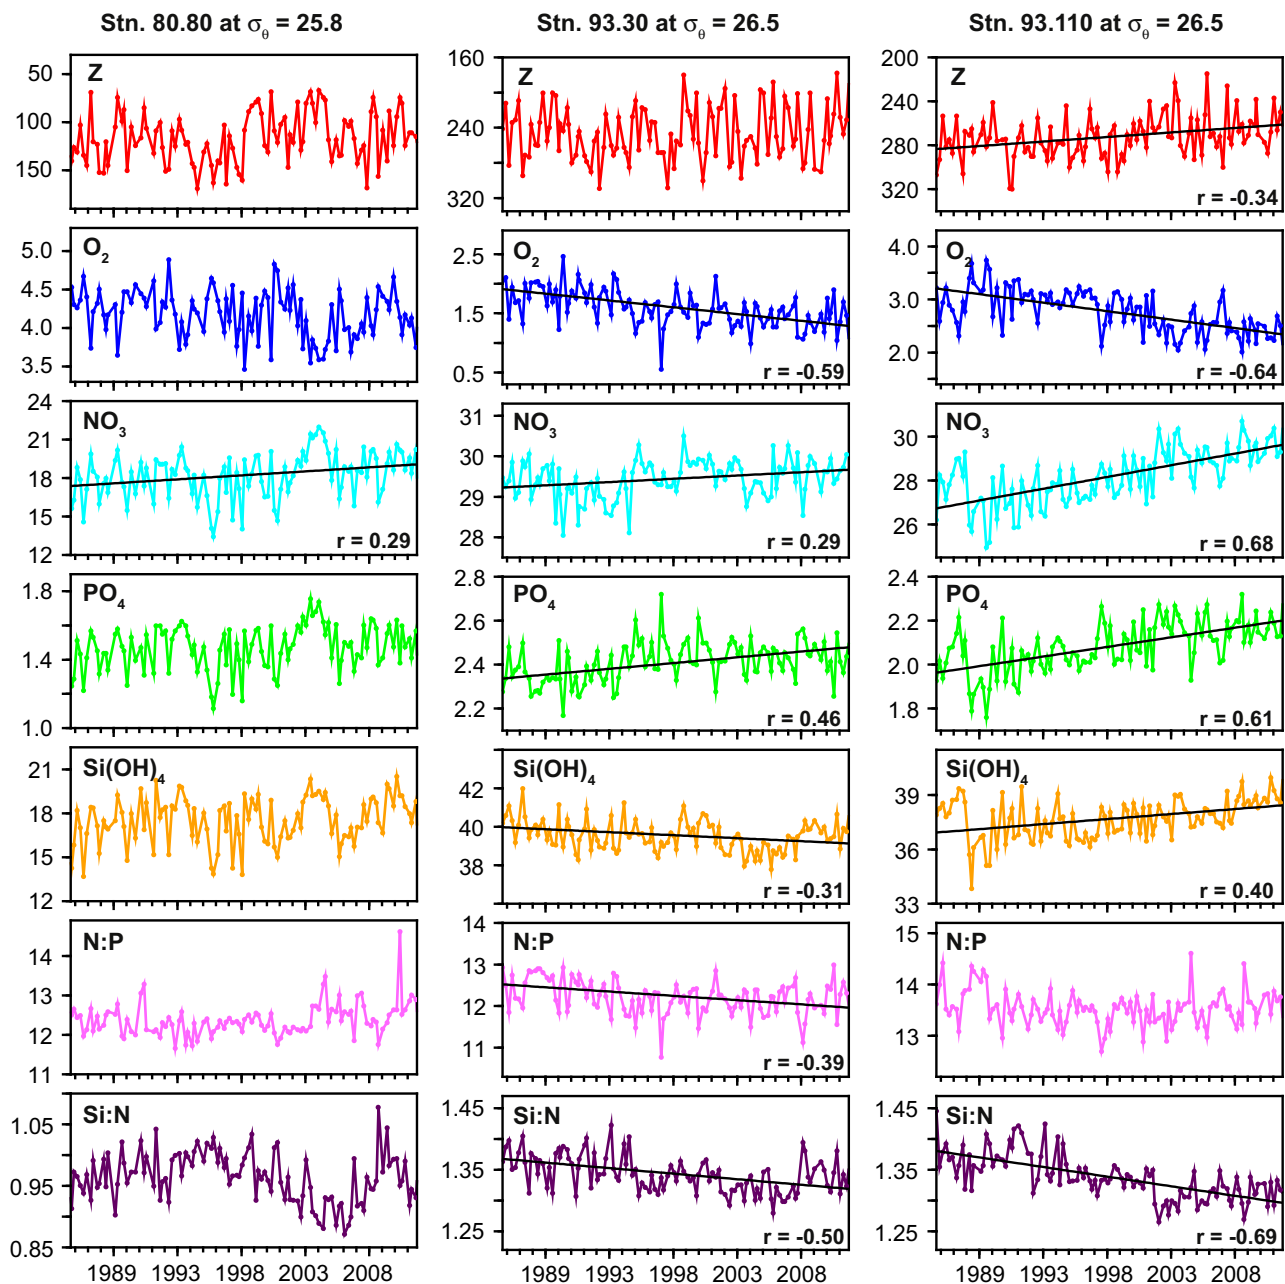 Stn. 80.80 at σθ = 25.8
Stn. 93.30 at σθ = 26.5
Stn. 93.110 at σθ = 26.5
Z
50
100
150
Z
160
240
320
Z
200
240
280
320
r = -0.34
O2
5.0
4.5
4.0
3.5
O2
2.5
1.5
0.5
r = -0.59
O2
4.0
3.0
2.0
r = -0.64
NO3
24
21
18
15
12
r = 0.29
NO3
31
30
29
28
r = 0.29
NO3
30
28
26
r = 0.68
PO4
1.8
1.4
1.0
PO4
2.8
2.6
2.4
2.2
r = 0.46
PO4
2.4
2.2
2.0
1.8
r = 0.61
Si(OH)4
21
18
15
12
Si(OH)4
42
40
38
r = -0.31
Si(OH)4
39
36
33
r = 0.40
N:P
14
13
12
11
N:P
14
13
12
11
r = -0.39
N:P
15
14
13
Si:N
1.05
0.95
0.85
1989 1993 1998 2003 2008
Si:N
1.45
1.35
1.25
r = -0.50
1989 1993 1998 2003 2008
Si:N
1.45
1.35
1.25
r = -0.69
1989 1993 1998 2003 2008